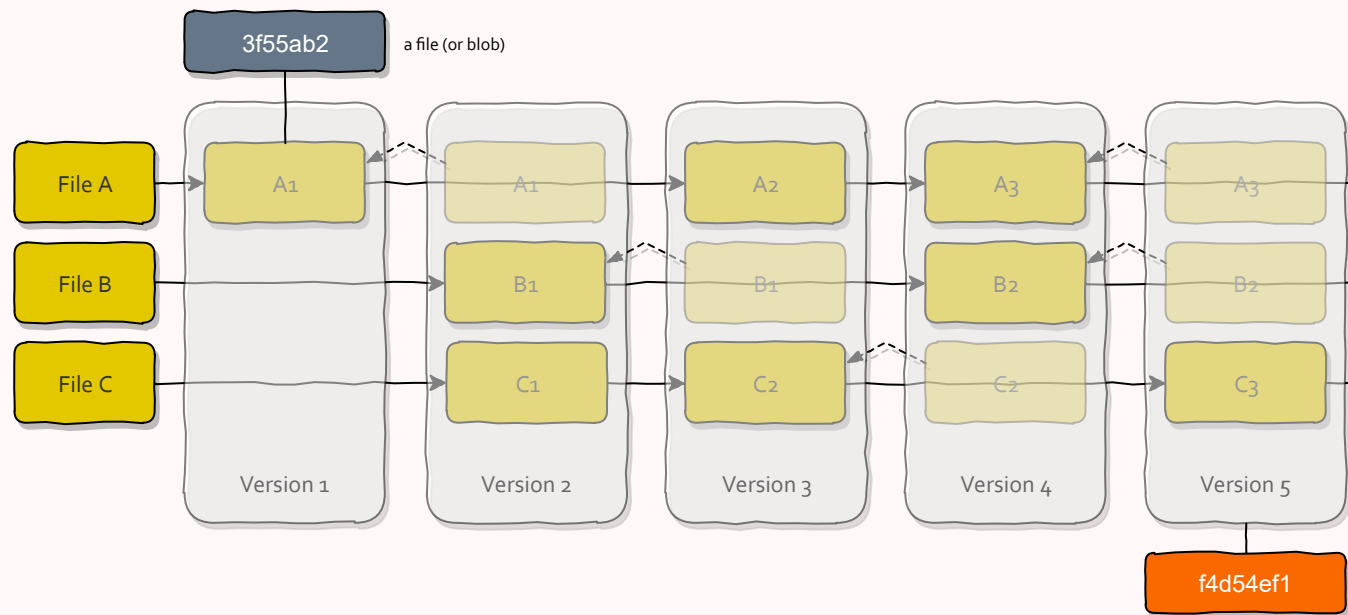 3f55ab2
a file (or blob)
File A
A1
A1
A2
A3
A3
File B
B1
B1
B2
B2
File C
C1
C2
C2
C3
Version 1
Version 2
Version 3
Version 4
Version 5
f4d54ef1